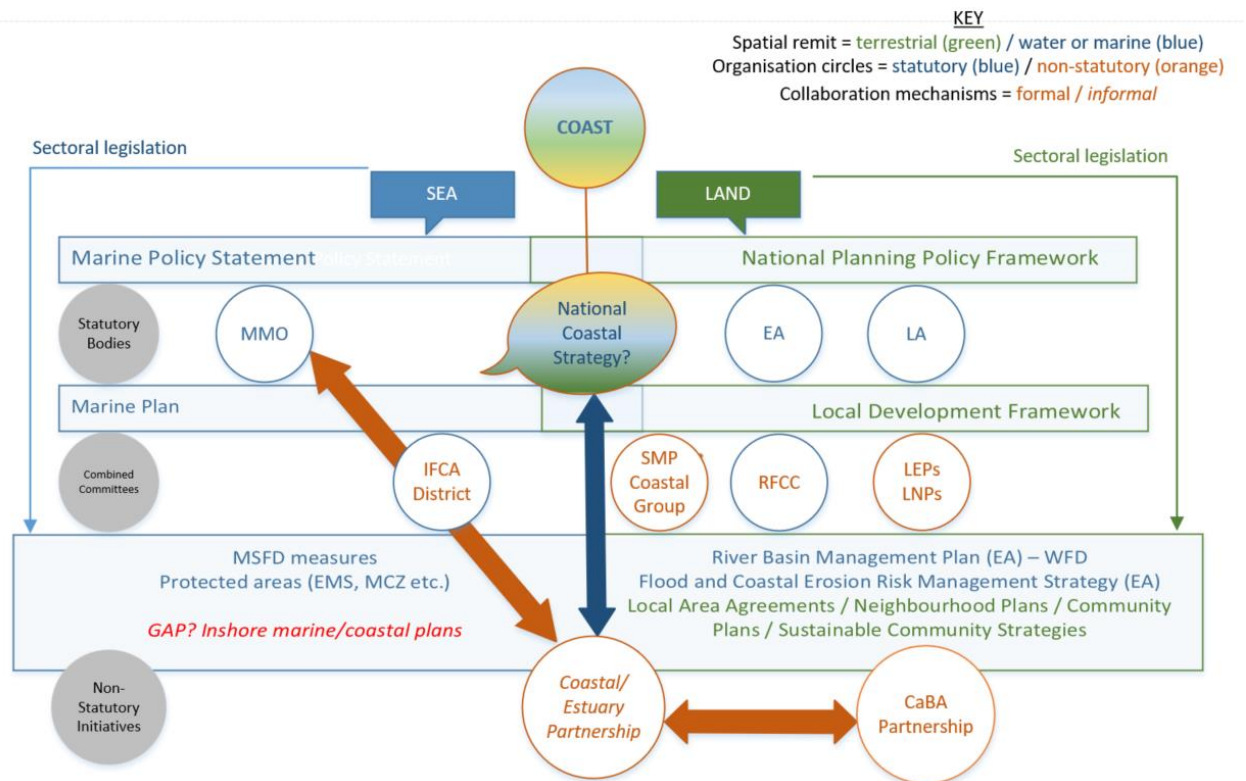 KEY
Spatial remit = terrestrial (green) / water or marine (blue)
Organisation circles = statutory (blue) / non-statutory (orange)
Collaboration mechanisms = formal / informal
COAST
Sectoral legislation
Sectoral legislation
SEA
LAND
Marine Policy Statement
Policy Statement
National Planning Policy Framework
Statutory
Bodies
MMO
National
Coastal
Strategy?
EA
LA
Marine Plan
Local Development Framework
Combined
Committees
IFCA
District
SMP
Coastal
Group
RFCC
LEPs
LNPs
MSFD measures
Protected areas (EMS, MCZ etc.)
GAP? Inshore marine/coastal plans
River Basin Management Plan (EA) – WFD
Flood and Coastal Erosion Risk Management Strategy (EA)
Local Area Agreements / Neighbourhood Plans / Community
Plans / Sustainable Community Strategies
Non-
Statutory
Initiatives
Coastal/
Estuary
Partnership
CaBA
Partnership